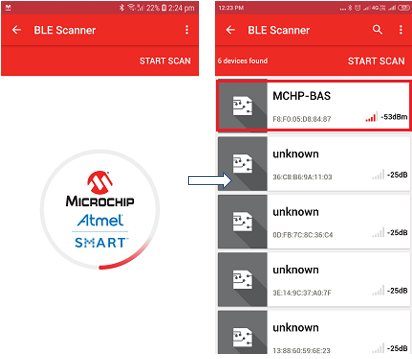 22% 2:24 pm
BLE Scanner
START SCAN
MICROCHIP
Atmel
SMART
12:23 PM
4G 76%
BLE Scanner
6 devices found
START SCAN
MCHP-BAS
F8:F0:05:D8:84:87
-53dBm
unknown
36:C8:B6:9A:11:03
-25dB
unknown
0D:FB:7C:8C:36:C4
-25dB
unknown
3E:14:9C:37:A0:7F
-25dB
unknown
13:88:60:59:6E:23
-25dB